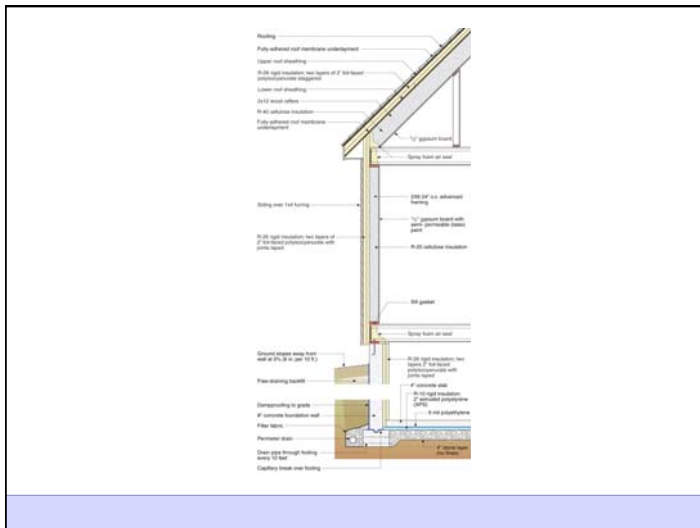 Roofing
Fully-adhered roof membrane underlayment
Upper roof sheathing
R-26 rigid insulation; two layers of 2" foil-faced
polyisocyanurate staggered
Lower roof sheathing
2x12 wood rafters
R-40 cellulose insulation
Fully-adhered roof membrane
underlayment
gypsum board
Spray foam air seal
Siding over 1x4 furring
2X6 24" o.c. advanced
framing
gypsum board with
semi-permeable (latex)
paint
R-26 rigid insulation; two layers of
2" foil-faced polyisocyanurate with
joints taped
R-20 cellulose insulation
Sill gasket
Spray foam air seal
Ground slopes away from
wall at 5% (6 in. per 10 ft.)
R-26 rigid insulation; two
layers 2" foil-faced
polyisocyanurate with
joints taped
Free-draining backfill
4" concrete slab
R-10 rigid insulation;
2" extruded polystyrene
(XPS)
Dampproofing to grade
6 mil polyethylene
8" concrete foundation wall
Filter fabric
Perimeter drain
Drain pipe through footing
every 10 feet
4" stone layer
(no fines)
Capillary break over footing